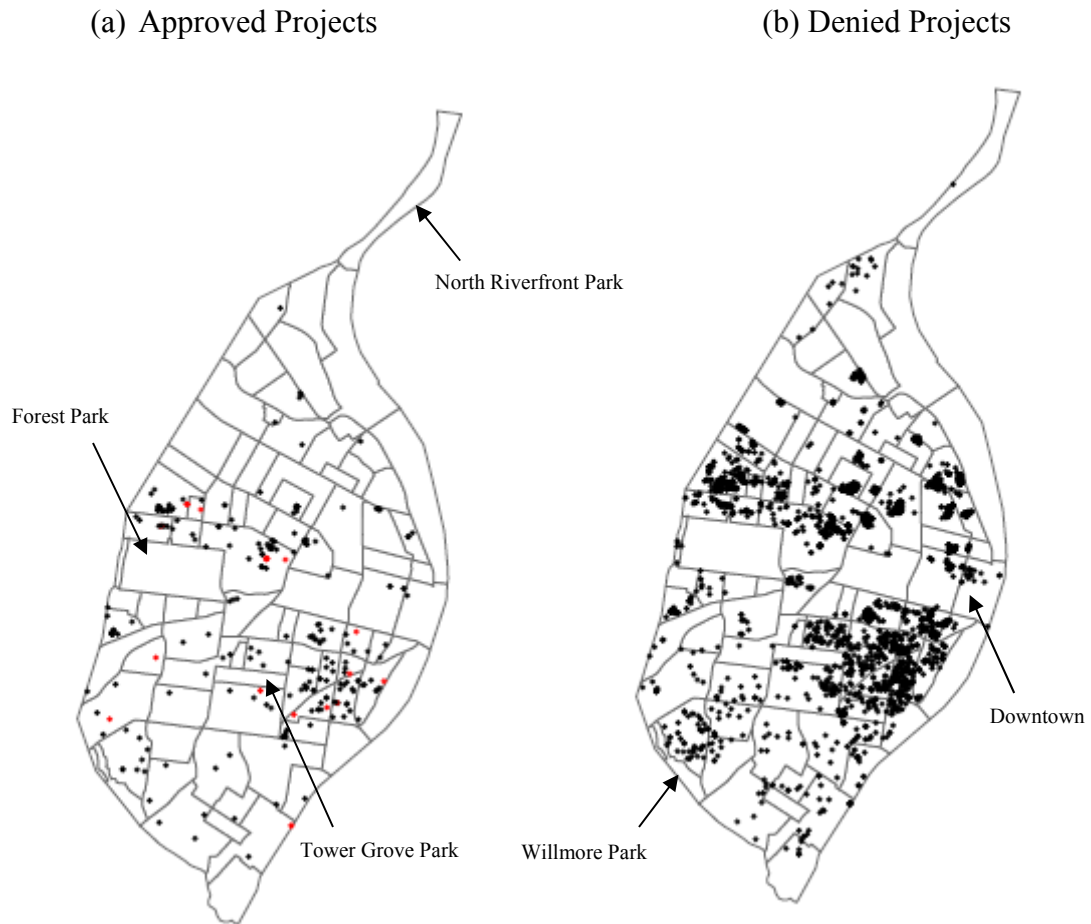 (a) Approved Projects
(b) Denied Projects
North Riverfront Park
Forest Park
Downtown
Tower Grove Park
Willmore Park